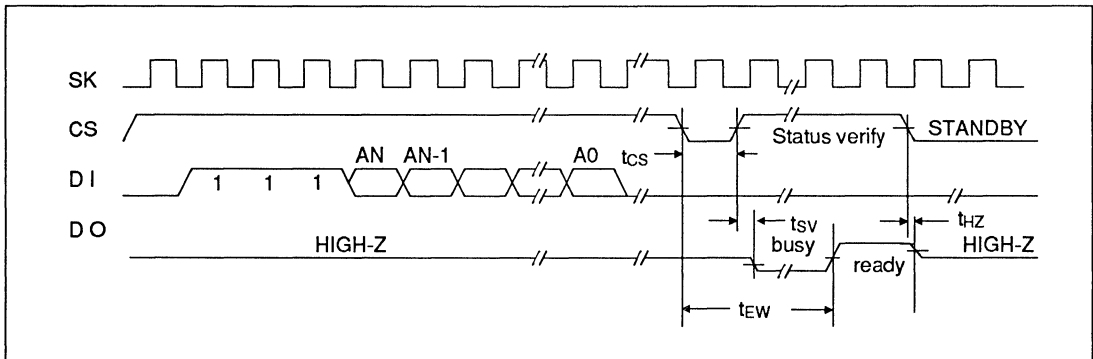 SK
CS
tCS
Status verify
STANDBY
DI
1 1 1
AN
AN-1
A0
DO
HIGH-Z
tSV
busy
ready
tHZ
HIGH-Z
tEW